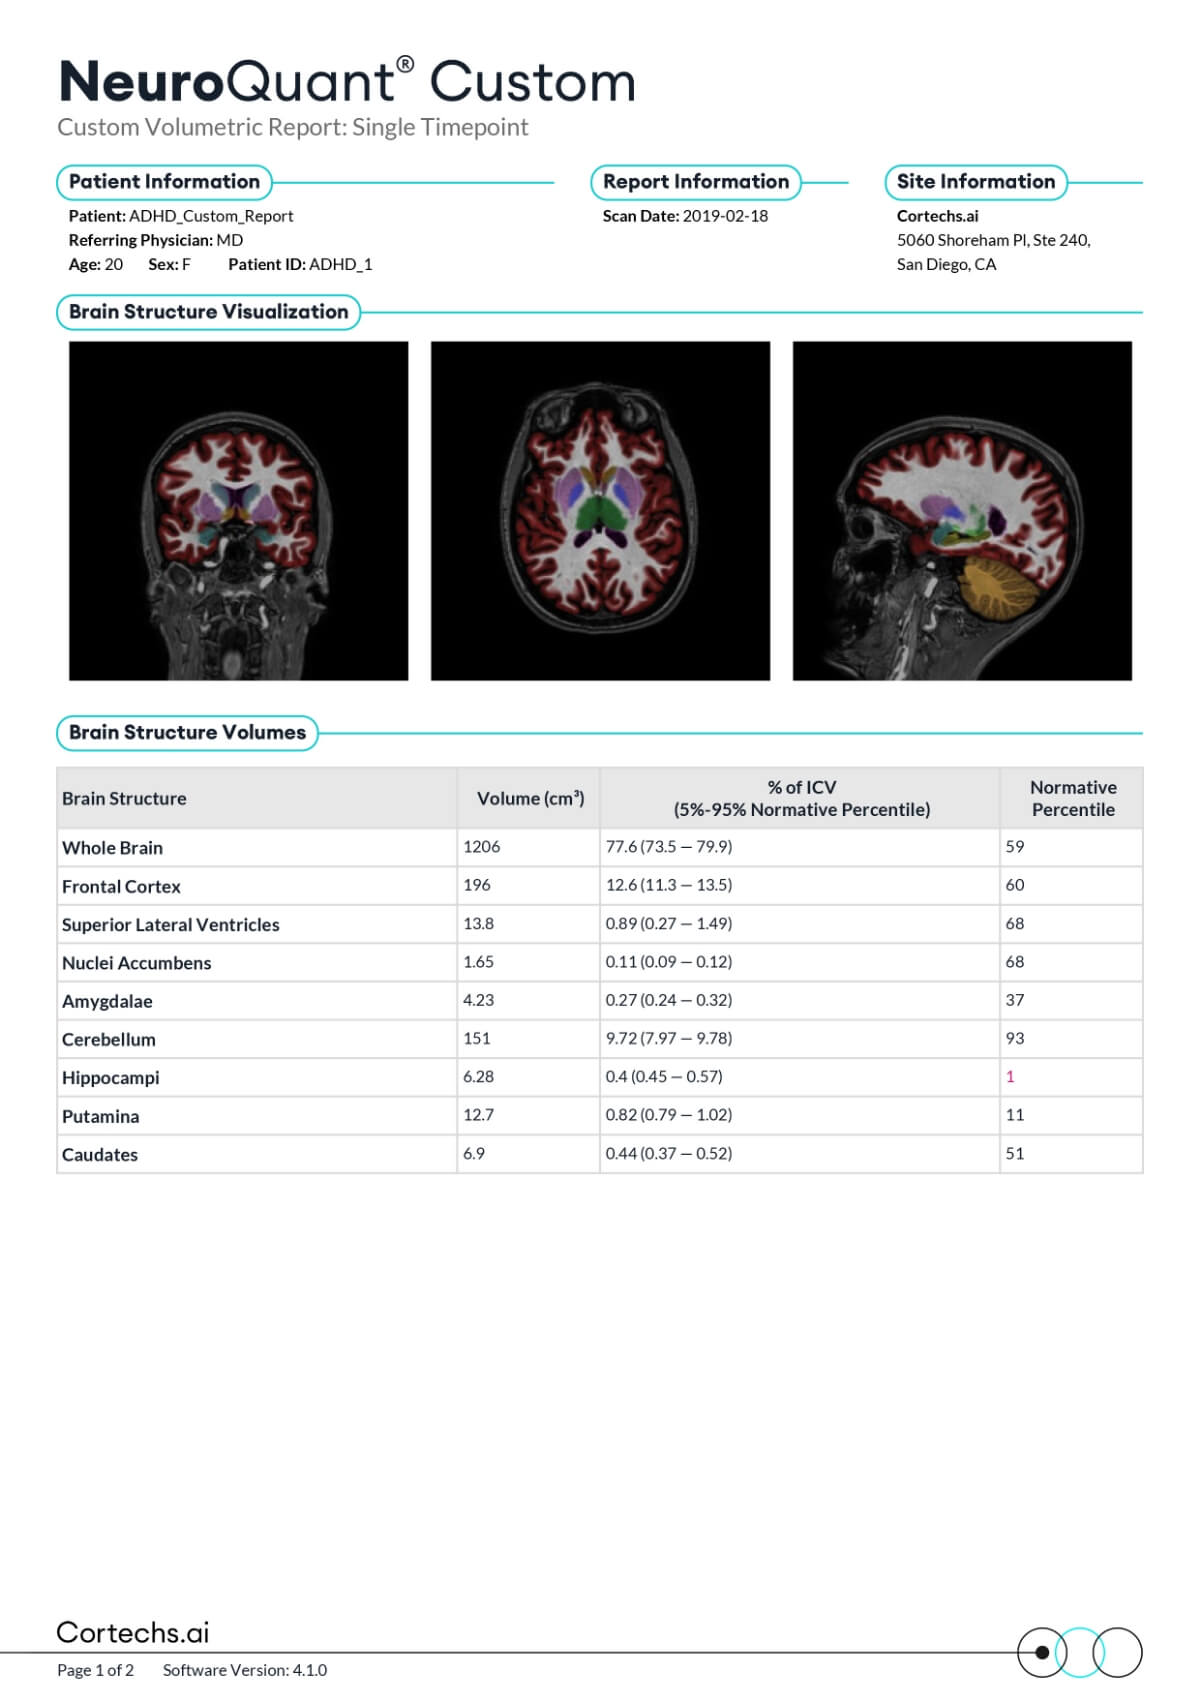 NeuroQuant® Custom
Custom Volumetric Report: Single Timepoint
Patient Information
Patient: ADHD_Custom_Report
Referring Physician: MD
Age: 20 Sex: F Patient ID: ADHD_1
Report Information
Scan Date: 2019-02-18
Site Information
Cortechs.ai
5060 Shoreham Pl, Ste 240,
San Diego, CA
Brain Structure Visualization
Brain Structure Volumes
Brain Structure Volume (cm³) % of ICV (5%-95% Normative Percentile) Normative Percentile
Whole Brain 1206 77.6 (73.5 – 79.9) 59
Frontal Cortex 196 12.6 (11.3 – 13.5) 60
Superior Lateral Ventricles 13.8 0.89 (0.27 – 1.49) 68
Nuclei Accumbens 1.65 0.11 (0.09 – 0.12) 68
Amygdalae 4.23 0.27 (0.24 – 0.32) 37
Cerebellum 151 9.72 (7.97 – 9.78) 93
Hippocampi 6.28 0.4 (0.45 – 0.57) 1
Putamina 12.7 0.82 (0.79 – 1.02) 11
Caudates 6.9 0.44 (0.37 – 0.52) 51
Cortechs.ai
Page 1 of 2 Software Version: 4.1.0